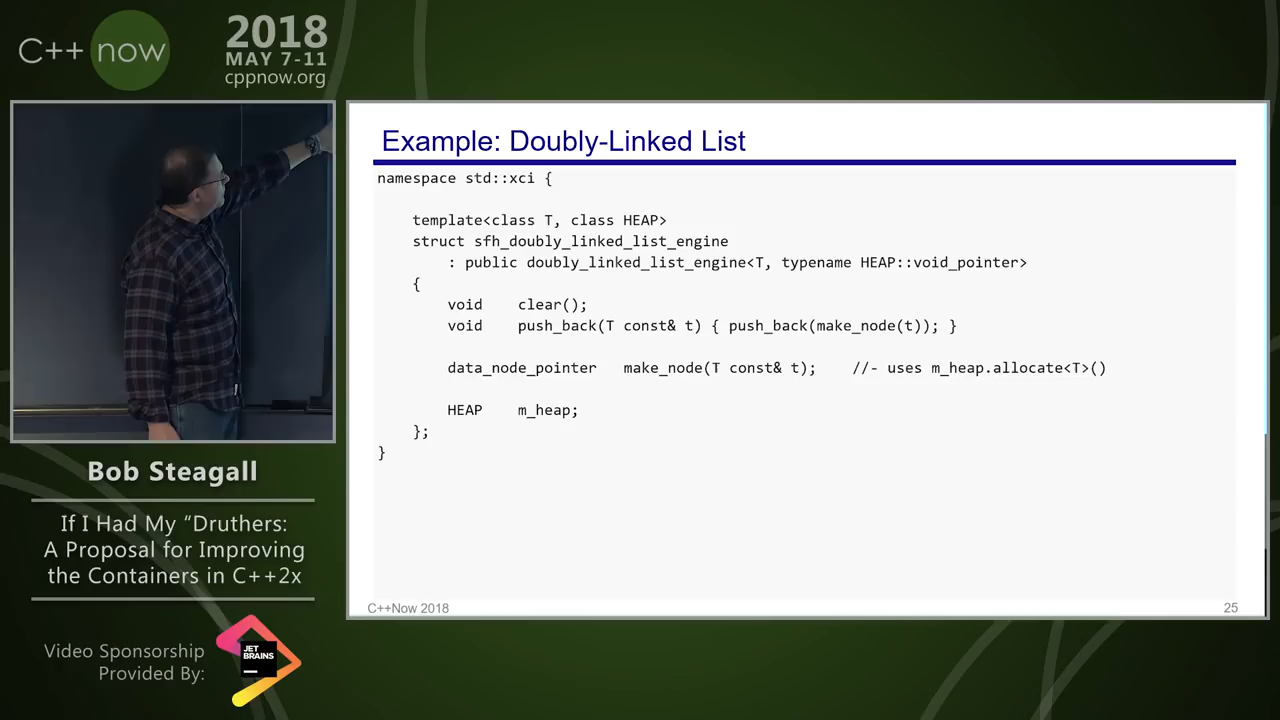 C++ now
2018
MAY 7-11
cppnow.org
Example: Doubly-Linked List
namespace std::xci {
template<class T, class HEAP>
struct sfh_doubly_linked_list_engine
: public doubly_linked_list_engine<T, typename HEAP::void_pointer>
{
void clear();
void push_back(T const& t) { push_back(make_node(t)); }
data_node_pointer make_node(T const& t); //- uses m_heap.allocate<T>()
HEAP m_heap;
};
}
C++Now 2018
25
Bob Steagall
If I Had My “Druthers:
A Proposal for Improving
the Containers in C++2x
Video Sponsorship
Provided By:
JET
BRAINS